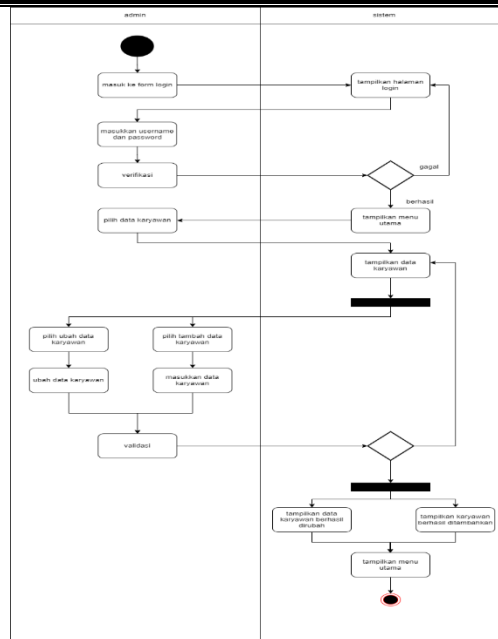 admin
sistem
masuk ke form login
tampilkan halaman
login
masukkan username
dan password
verifikasi
gagal
berhasil
pilih data karyawan
tampilkan menu
utama
tampilkan data
karyawan
pilih ubah data
karyawan
pilih tambah data
karyawan
ubah data karyawan
masukkan data
karyawan
validasi
tampilkan data
karyawan berhasil
dirubah
tampilkan karyawan
berhasil ditambahkan
tampilkan menu
utama